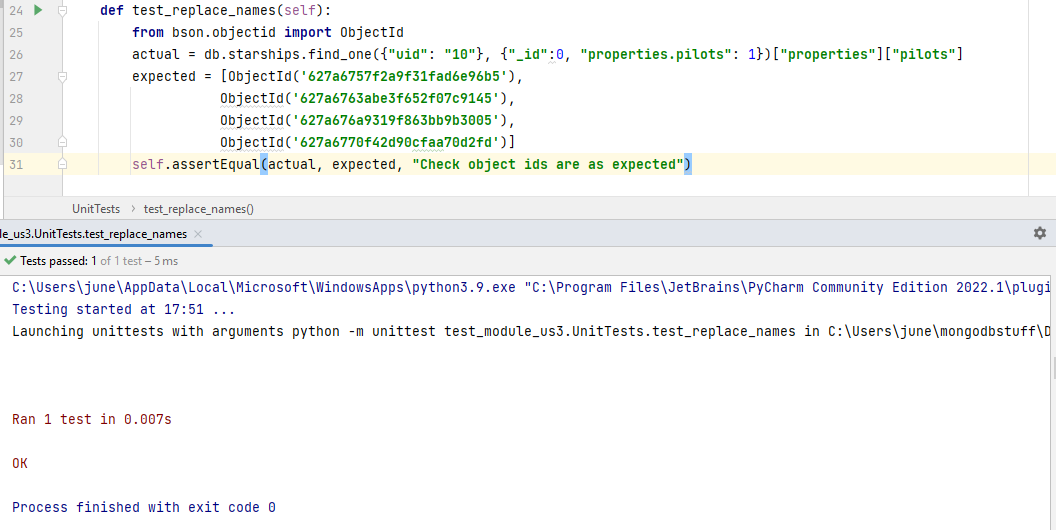 24 def test_replace_names(self):
25 from bson.objectid import ObjectId
26 actual = db.starships.find_one({"uid": "10"}, {"_id":0, "properties.pilots": 1})["properties"]["pilots"]
27 expected = [ObjectId('627a6757f2a9f31fad6e96b5'),
28 ObjectId('627a6763abe3f652f07c9145'),
29 ObjectId('627a676a9319f863bb9b3005'),
30 ObjectId('627a6770f42d90cfaa70d2fd')]
31 self.assertEqual(actual, expected, "Check object ids are as expected")
UnitTests > test_replace_names()
le_us3.UnitTests.test_replace_names ×
Tests passed: 1 of 1 test – 5 ms
C:\Users\june\AppData\Local\Microsoft\WindowsApps\python3.9.exe "C:\Program Files\JetBrains\PyCharm Community Edition 2022.1\plugi
Testing started at 17:51 ...
Launching unittests with arguments python -m unittest test_module_us3.UnitTests.test_replace_names in C:\Users\june\mongodbstuff\D
Ran 1 test in 0.007s
OK
Process finished with exit code 0